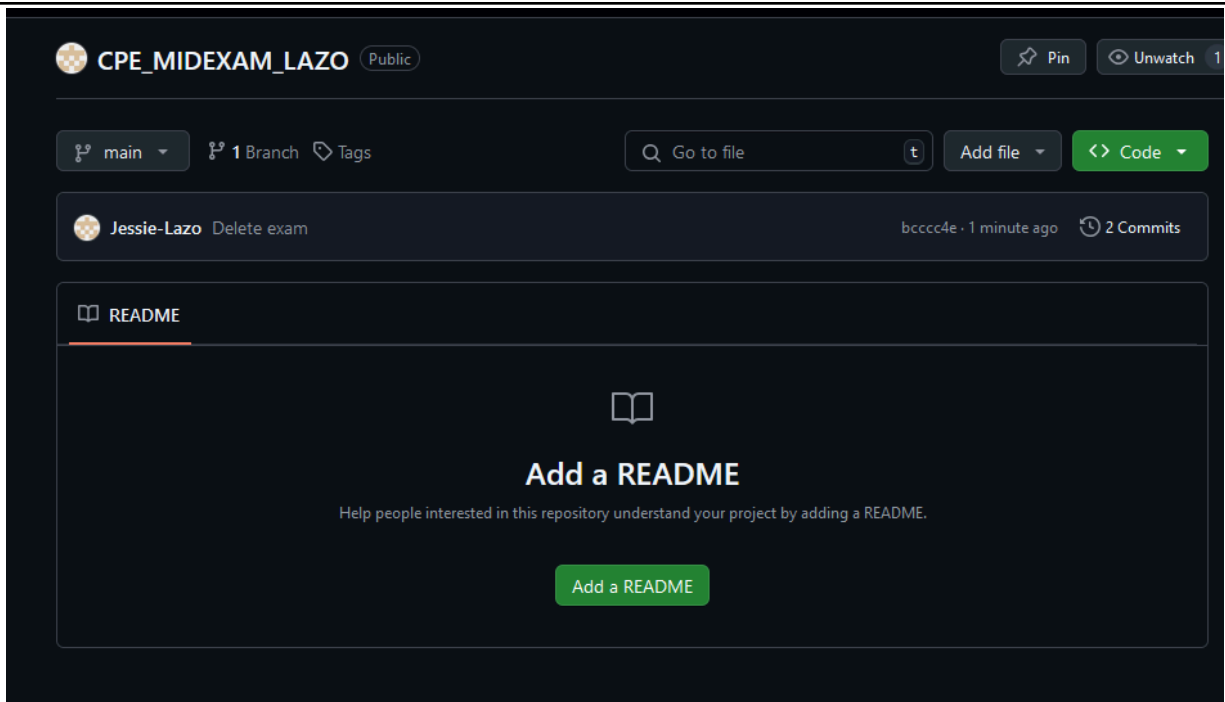 CPE_MIDEXAM_LAZO Public Pin Unwatch 1
main 1 Branch Tags Go to file t Add file Code
Jessie-Lazo Delete exam bcccc4e · 1 minute ago 2 Commits
README
Add a README
Help people interested in this repository understand your project by adding a README.
Add a README